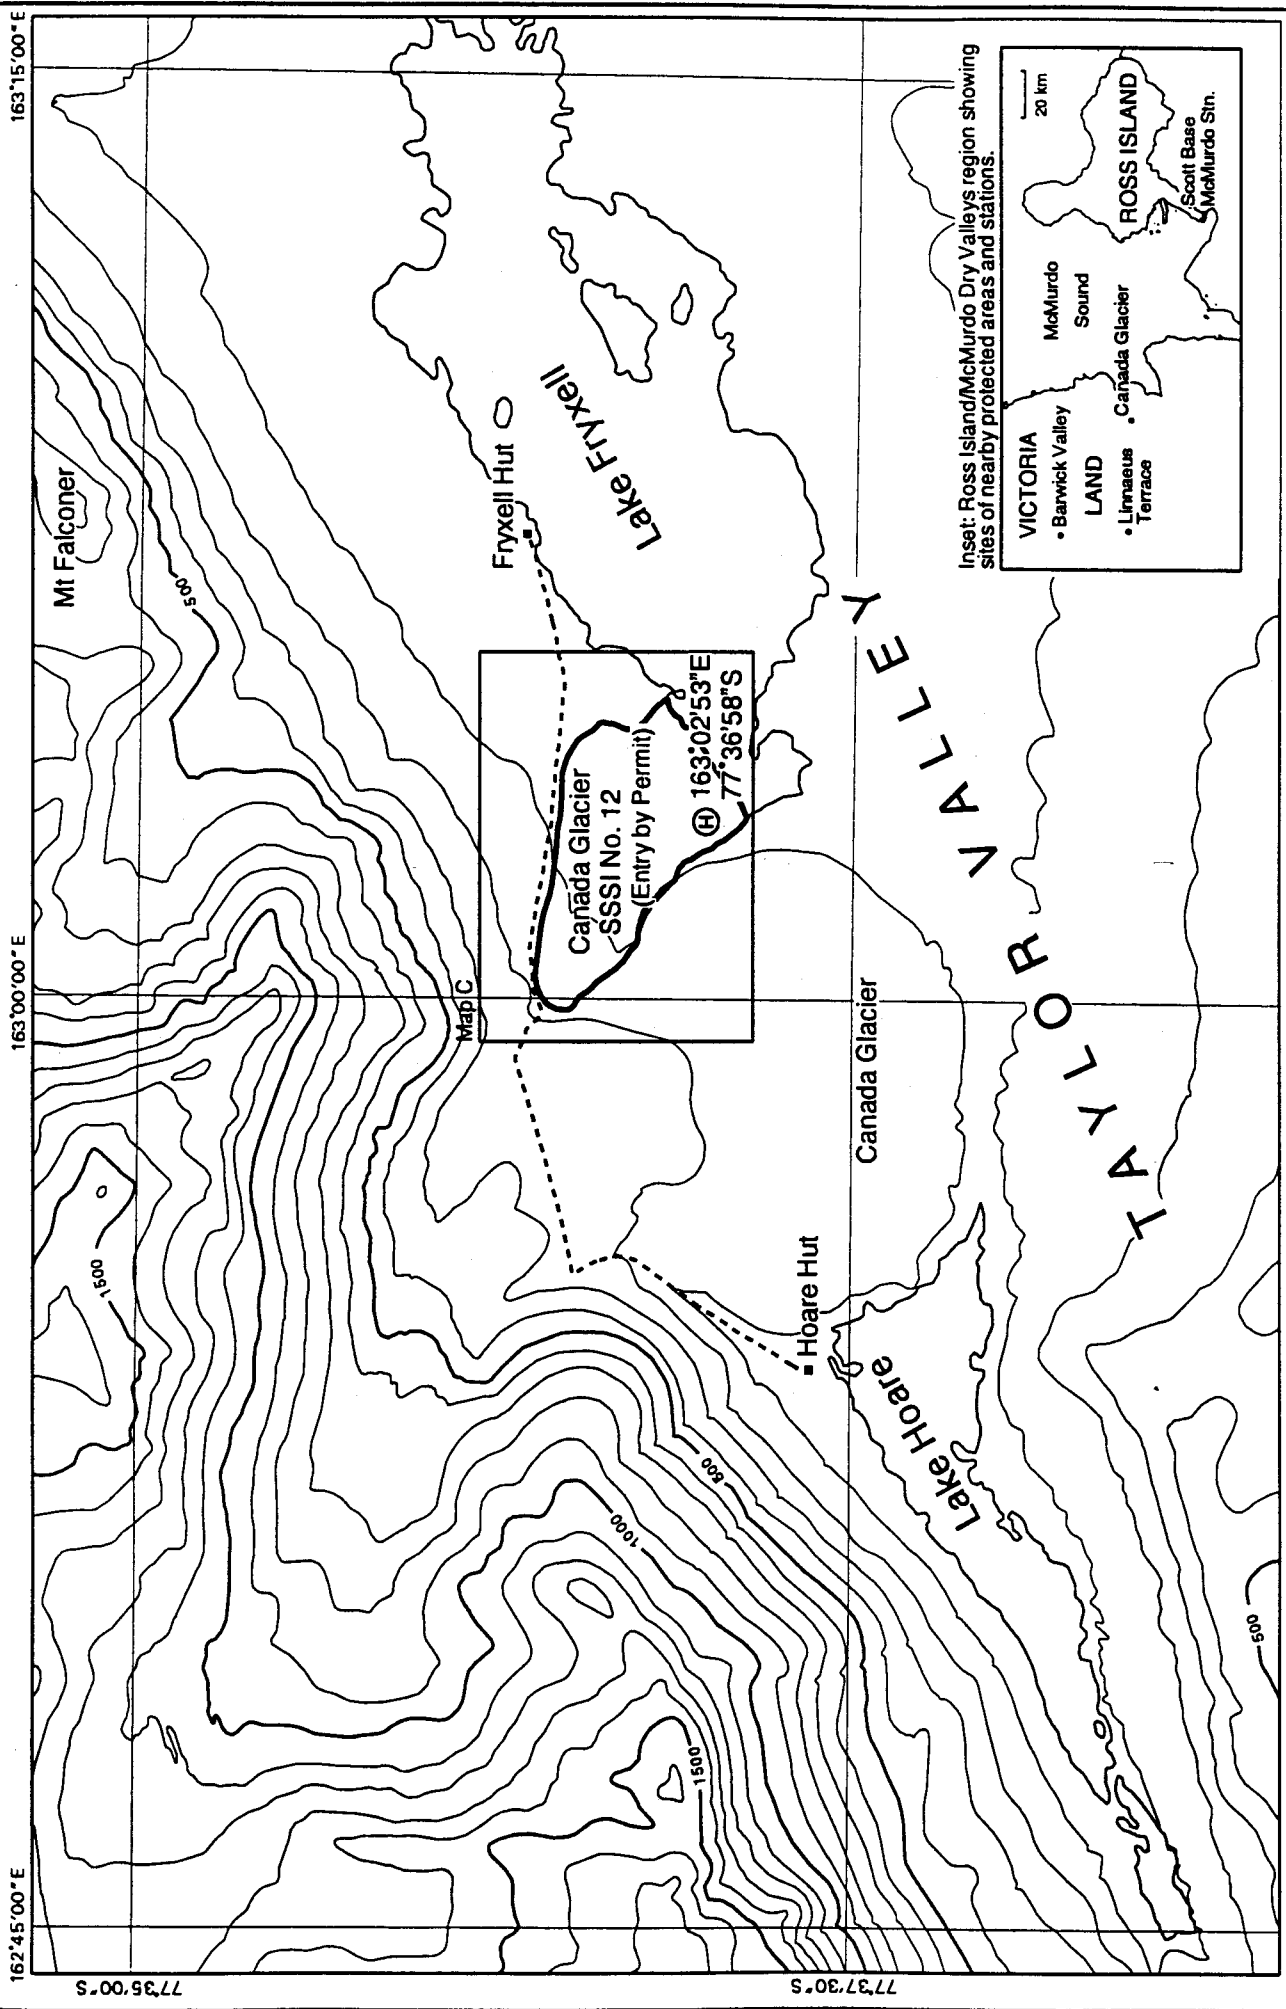 162°45'00"E
163°00'00"E
163°15'00"E
77°35'00"S
77°37'30"S
Mt Falconer
500
1500
Map C
Fryxell Hut
Lake Fryxell
Canada Glacier
SSSI No. 12
(Entry by Permit)
H 163°02'53"E
77°36'58"S
1000
500
1500
Hoare Hut
Canada Glacier
Lake Hoare
TAYLOR VALLEY
500
Inset: Ross Island/McMurdo Dry Valleys region showing
sites of nearby protected areas and stations.
VICTORIA
• Barwick Valley
LAND
• Linnaeus
Terrace
McMurdo
Sound
• Canada Glacier
20 km
ROSS ISLAND
Scott Base
McMurdo Stn.